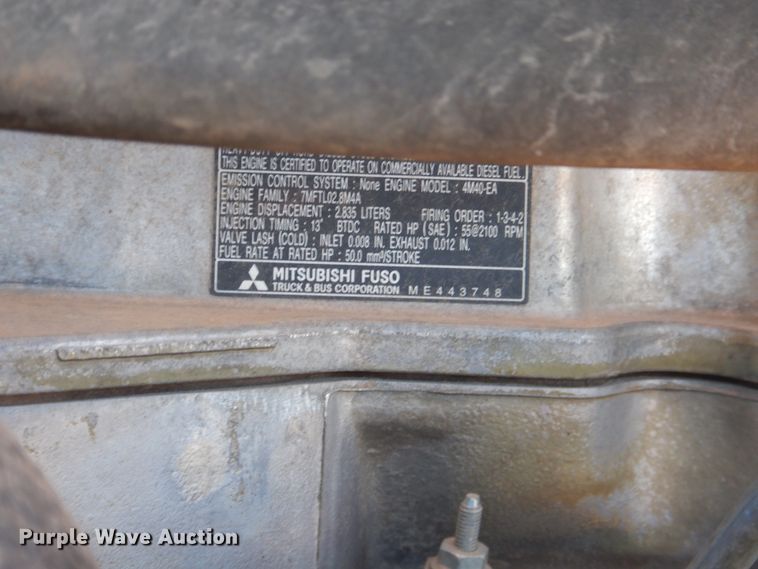 THIS ENGINE IS CERTIFIED TO OPERATE ON COMMERCIALLY AVAILABLE DIESEL FUEL
EMISSION CONTROL SYSTEM : None ENGINE MODEL : 4M40-EA
ENGINE FAMILY : 7MFTL02.8M4A
ENGINE DISPLACEMENT : 2.835 LITERS FIRING ORDER : 1-3-4-2
INJECTION TIMING : 13° BTDC RATED HP (SAE) : 55@2100 RPM
VALVE LASH (COLD) : INLET 0.008 IN. EXHAUST 0.012 IN.
FUEL RATE AT RATED HP : 50.0 mm³/STROKE
MITSUBISHI FUSO
TRUCK & BUS CORPORATION ME443748
Purple Wave Auction